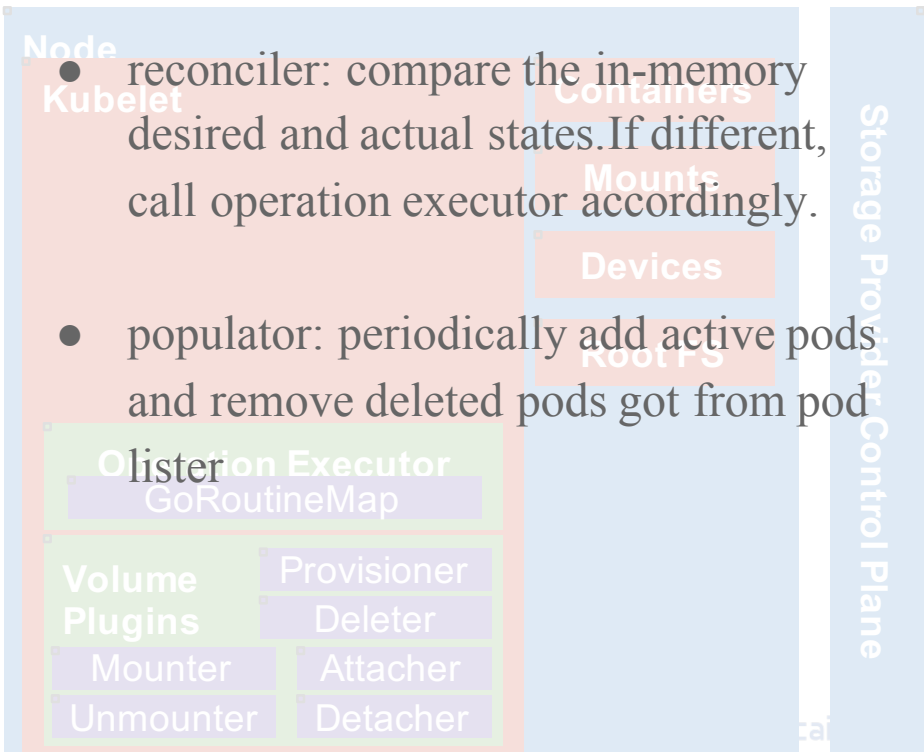 Node
Kubelet
● reconciler: compare the in-memory
desired and actual states.If different,
call operation executor accordingly.
● populator: periodically add active pods
and remove deleted pods got from pod
lister
Containers
Mounts
Devices
Root FS
Operation Executor
GoRoutineMap
Volume
Plugins
Provisioner
Deleter
Mounter
Attacher
Unmounter
Detacher
Storage Provider Control Plane